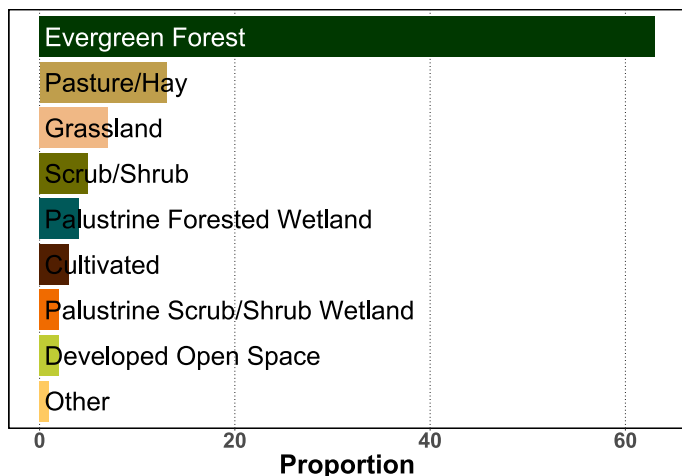 Evergreen Forest
Pasture/Hay
Grassland
Scrub/Shrub
Palustrine Forested Wetland
Cultivated
Palustrine Scrub/Shrub Wetland
Developed Open Space
Other
0 20 40 60
Proportion